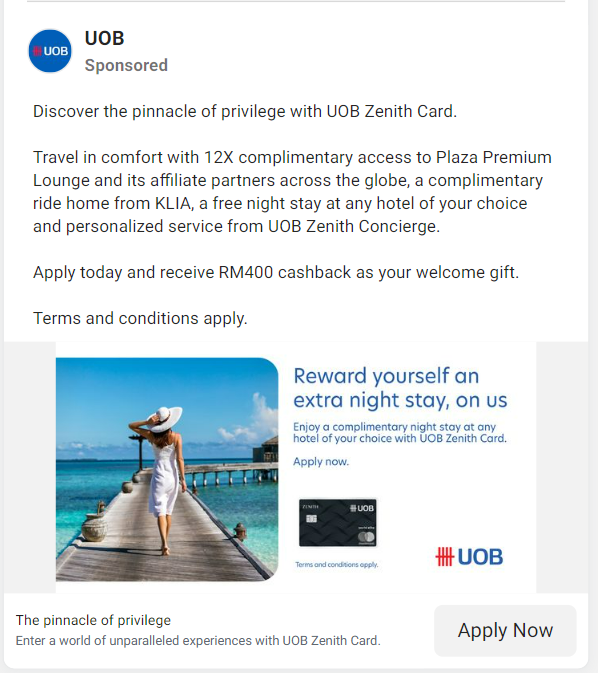 UOB
UOB
Sponsored
Discover the pinnacle of privilege with UOB Zenith Card.
Travel in comfort with 12X complimentary access to Plaza Premium
Lounge and its affiliate partners across the globe, a complimentary
ride home from KLIA, a free night stay at any hotel of your choice
and personalized service from UOB Zenith Concierge.
Apply today and receive RM400 cashback as your welcome gift.
Terms and conditions apply.
Reward yourself an
extra night stay, on us
Enjoy a complimentary night stay at any
hotel of your choice with UOB Zenith Card.
Apply now.
ZENITH
UOB
Terms and conditions apply.
UOB
The pinnacle of privilege
Enter a world of unparalleled experiences with UOB Zenith Card.
Apply Now